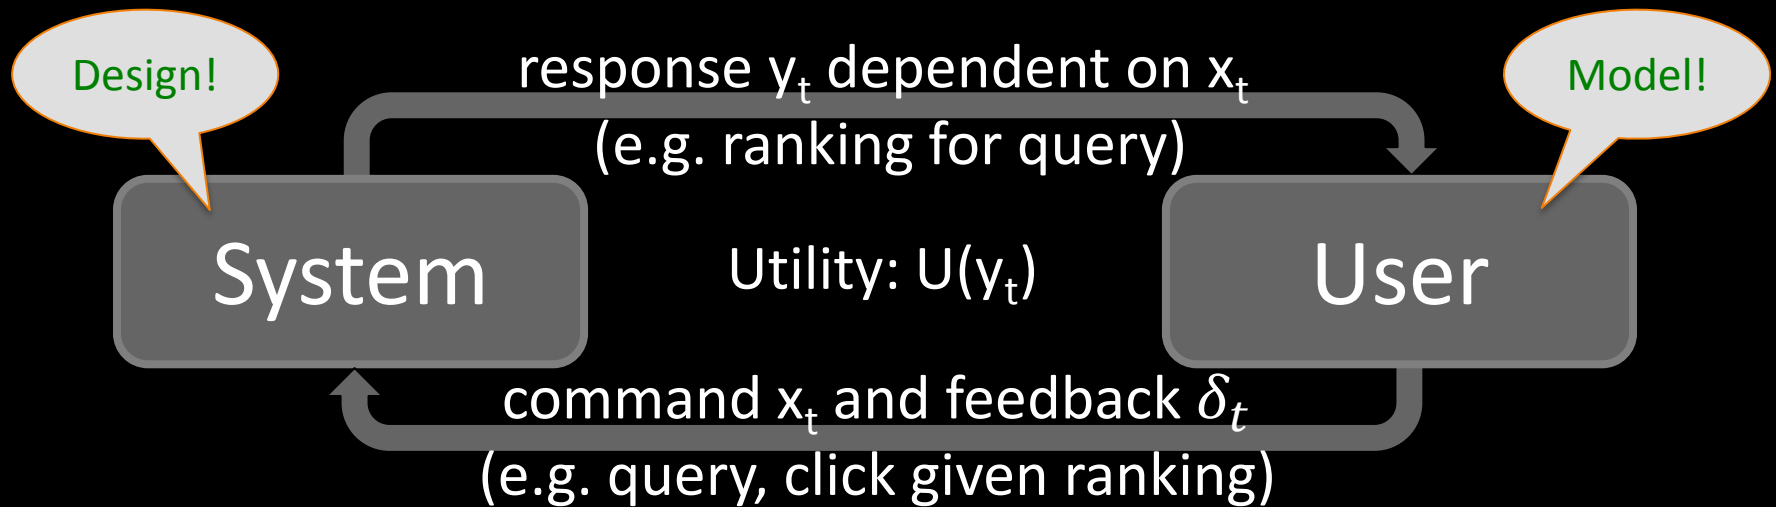 Design!
response yₜ dependent on xₜ
Model!
(e.g. ranking for query)
System
Utility: U(yₜ)
User
command xₜ and feedback δₜ
(e.g. query, click given ranking)